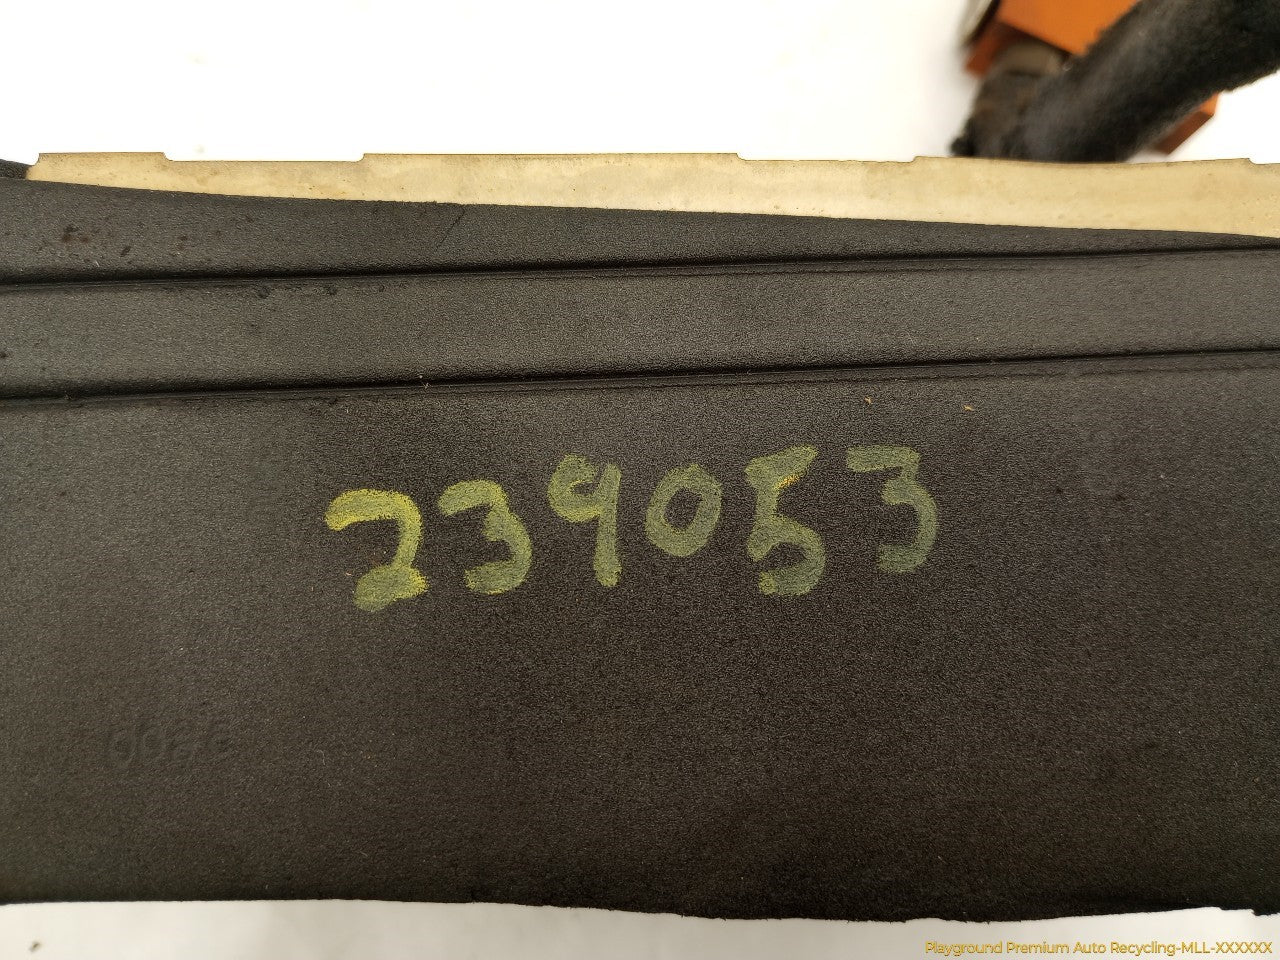 239053
Playground Premium Auto Recycling-MLL-XXXXXX